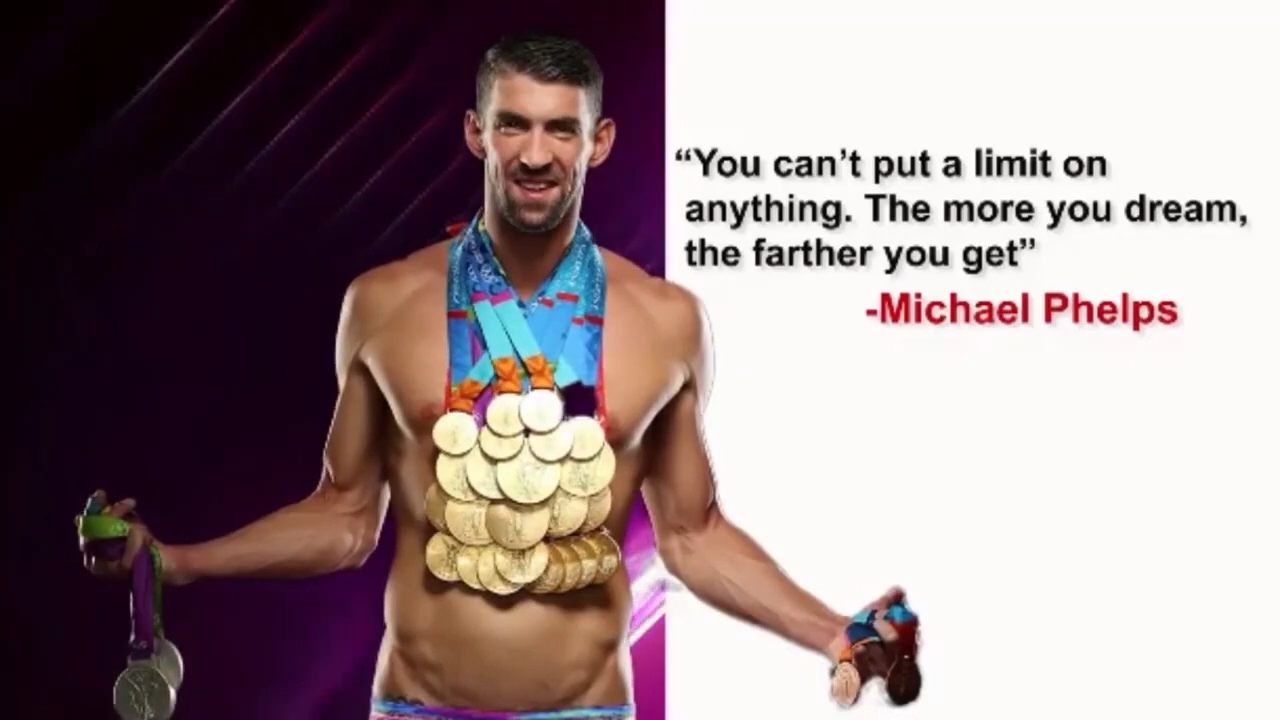 “You can’t put a limit on
anything. The more you dream,
the farther you get”
-Michael Phelps